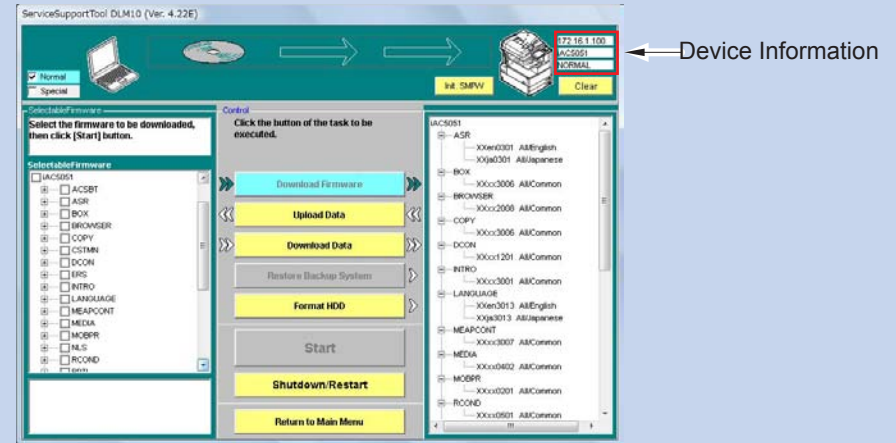 ServiceSupportTool DLM10 (Ver. 4.22E)
172.16.1.100
iAC5051
NORMAL
Device Information
Normal
Special
Init. SMPW
Clear
SelectableFirmware
Select the firmware to be downloaded,
then click [Start] button.
SelectableFirmware
iAC5051
ACSBT
ASR
BOX
BROWSER
COPY
CSTMN
DCON
ERS
INTRO
LANGUAGE
MEAPCONT
MEDIA
MOBPR
NLS
RCOND
Control
Click the button of the task to be
executed.
Download Firmware
Upload Data
Download Data
Restore Backup System
Format HDD
Start
Shutdown/Restart
Return to Main Menu
iAC5051
ASR
XXen0301 All/English
XXja0301 All/Japanese
BOX
XXxx3006 All/Common
BROWSER
XXxx2008 All/Common
COPY
XXxx3006 All/Common
DCON
XXxx1201 All/Common
INTRO
XXxx3001 All/Common
LANGUAGE
XXen3013 All/English
XXja3013 All/Japanese
MEAPCONT
XXxx3007 All/Common
MEDIA
XXxx0402 All/Common
MOBPR
XXxx0201 All/Common
RCOND
XXxx0601 All/Common